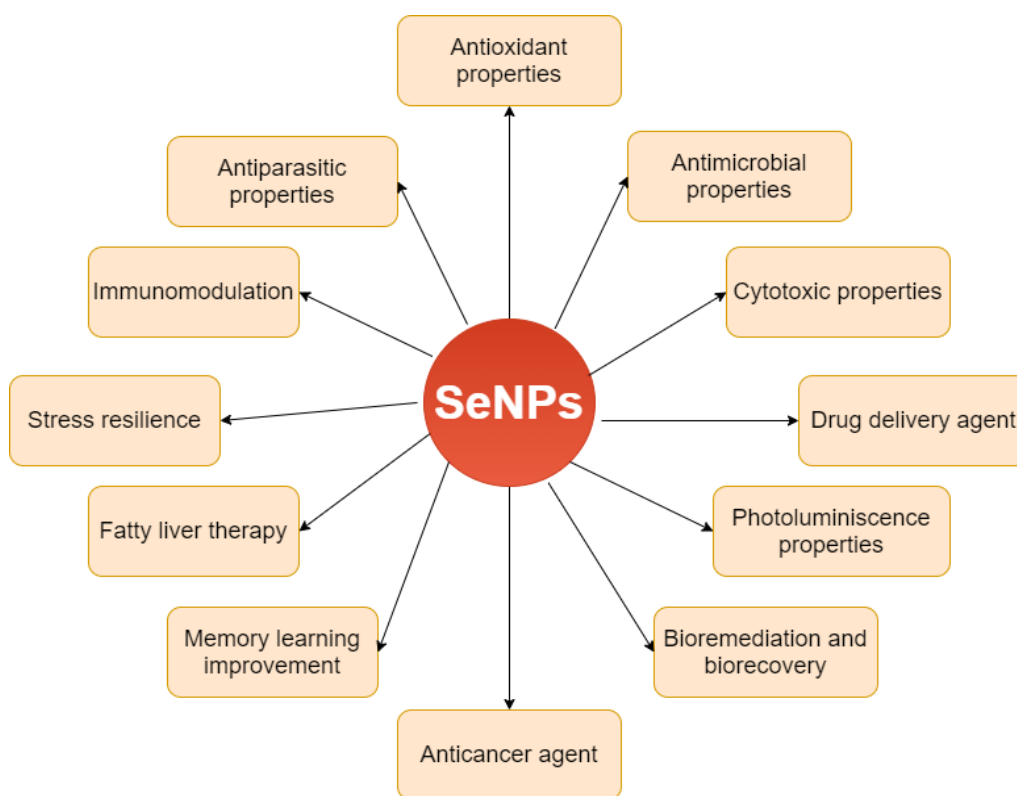 Antioxidant
properties
Antiparasitic
properties
Antimicrobial
properties
Immunomodulation
Cytotoxic properties
SeNPs
Stress resilience
Drug delivery agent
Fatty liver therapy
Photoluminiscence
properties
Memory learning
improvement
Bioremediation and
biorecovery
Anticancer agent